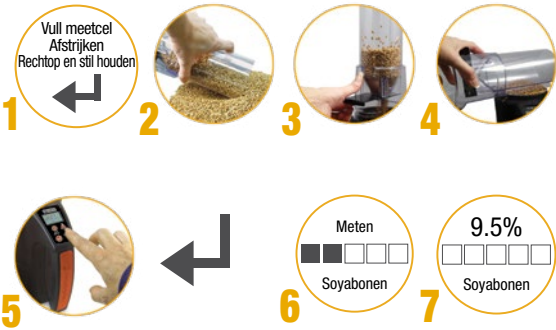 Vull meetcel
Afstrijken
Rechtop en stil houden
1
2
3
4
5
Meten
Soyabonen
6
9.5%
Soyabonen
7